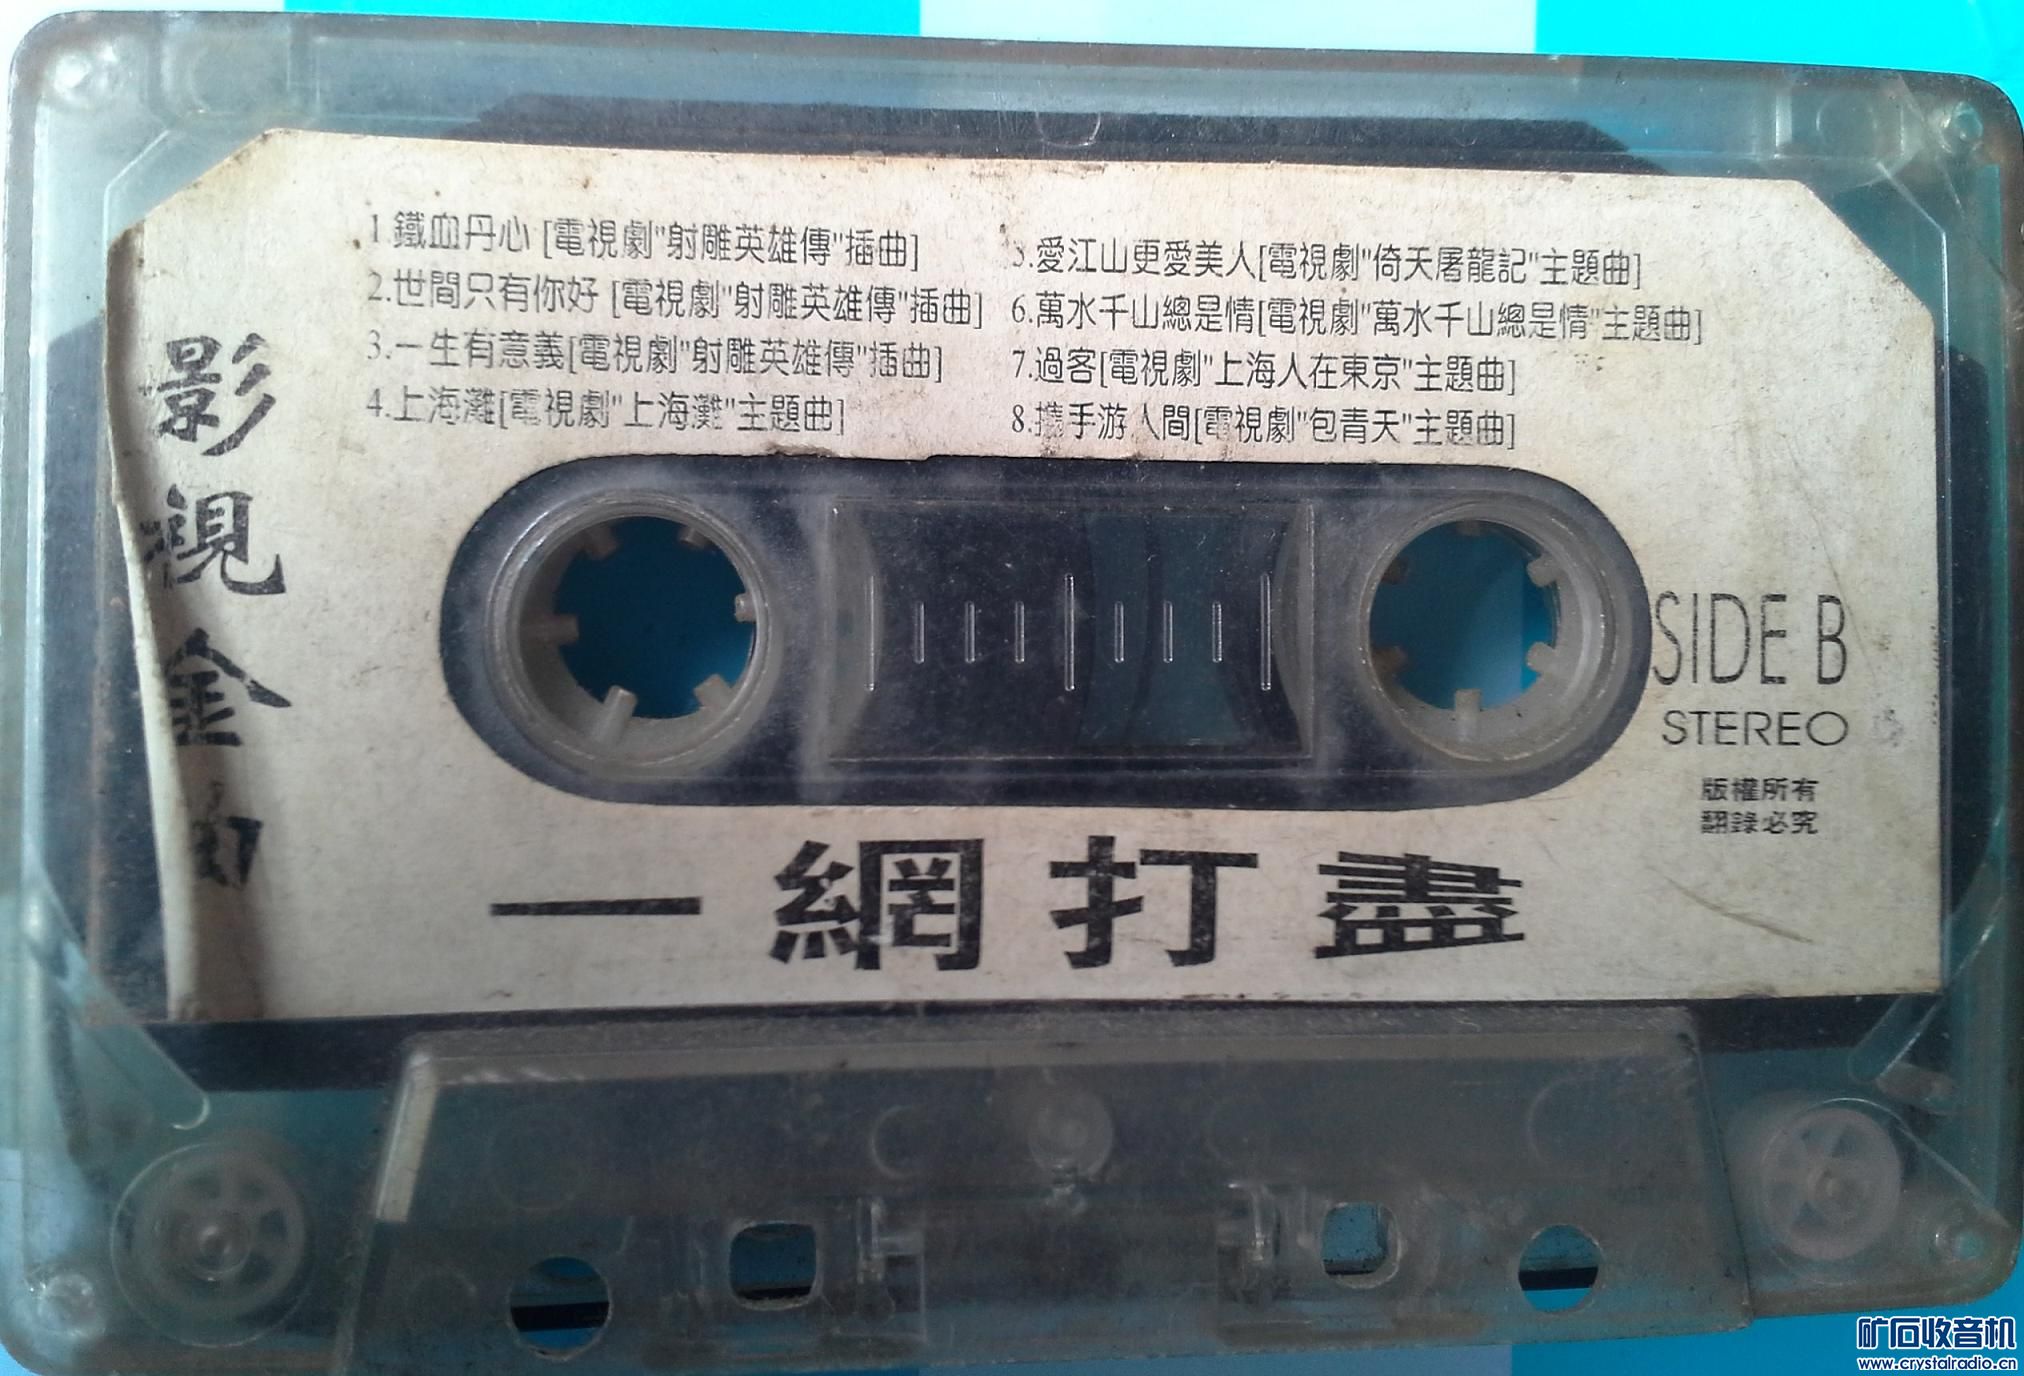 1.鐵血丹心 [電視劇"射雕英雄傳"插曲]
2.世間只有你好 [電視劇"射雕英雄傳"插曲]
3.一生有意義[電視劇"射雕英雄傳"插曲]
4.上海灘[電視劇"上海灘"主題曲]
5.愛江山更愛美人[電視劇"倚天屠龍記"主題曲]
6.萬水千山總是情[電視劇"萬水千山總是情"主題曲]
7.過客[電視劇"上海人在東京"主題曲]
8.攜手游人間[電視劇"包青天"主題曲]
影視金曲
SIDE B
STEREO
版權所有
翻錄必究
一網打盡
矿石收音机
www.crystalradio.cn